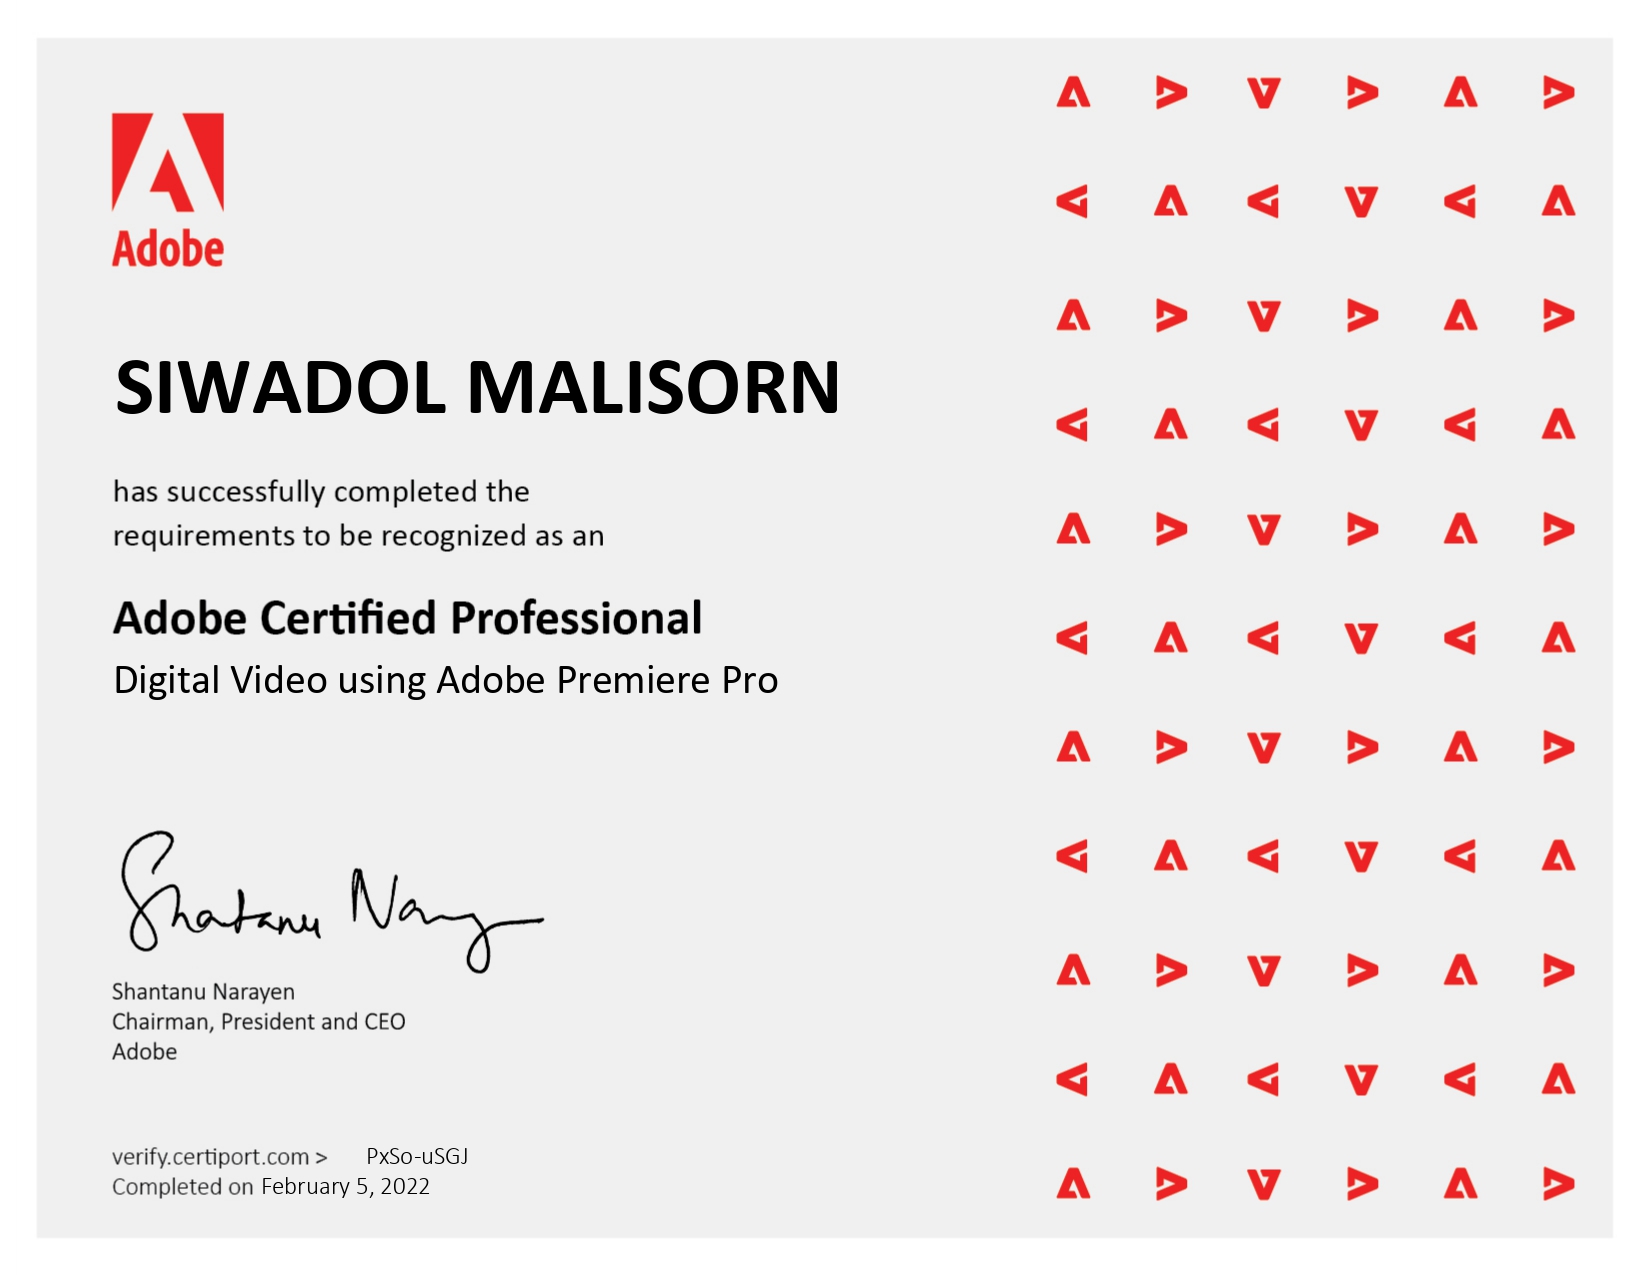 Adobe
SIWADOL MALISORN
has successfully completed the
requirements to be recognized as an
Adobe Certified Professional
Digital Video using Adobe Premiere Pro
Shantanu Narayen
Shantanu Narayen
Chairman, President and CEO
Adobe
verify.certiport.com > PxSo-uSGJ
Completed on February 5, 2022